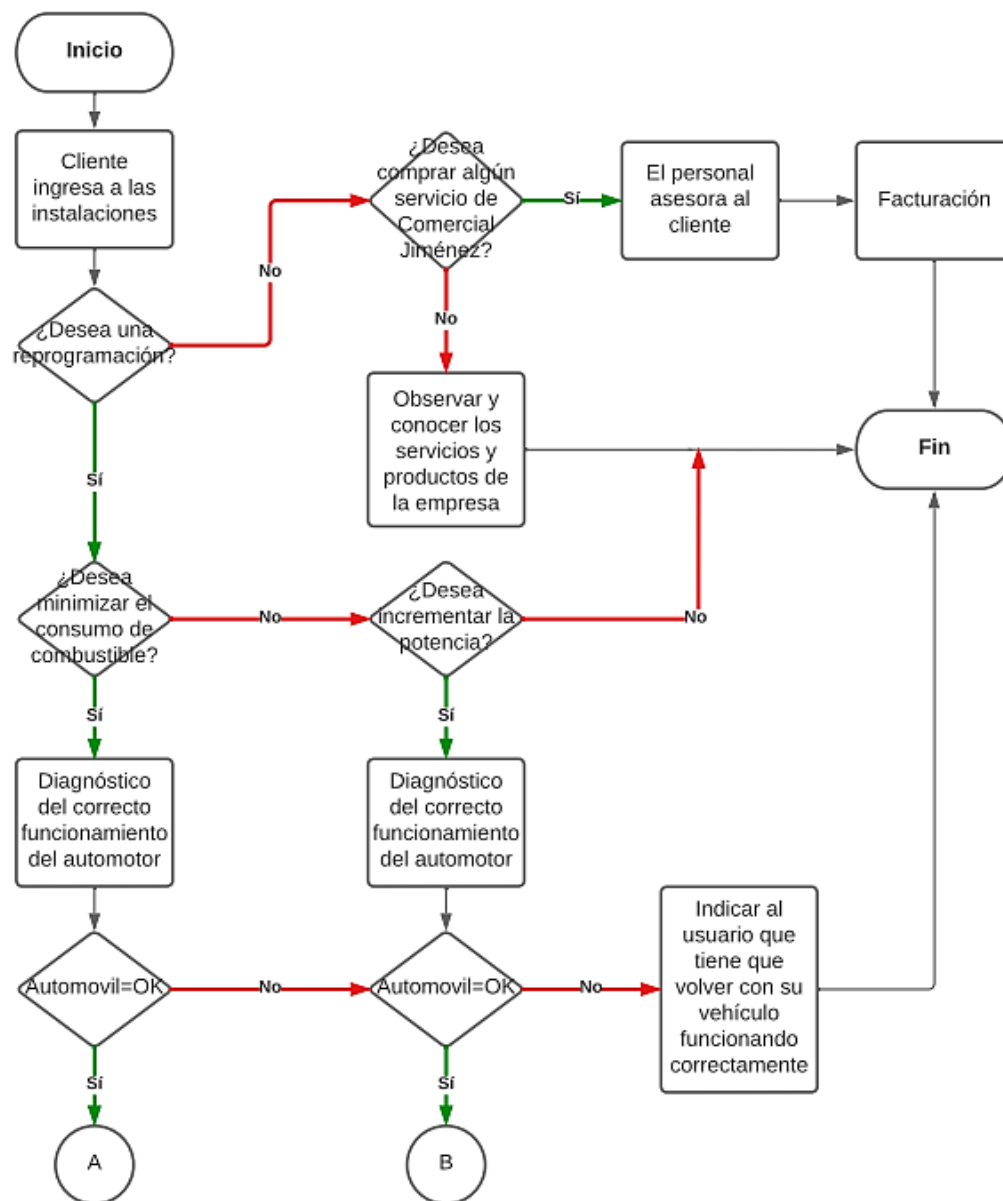 Inicio
Cliente
ingresa a las
instalaciones
¿Desea una
reprogramación?
No
¿Desea
comprar algún
servicio de
Comercial
Jiménez?
Sí
El personal
asesora al
cliente
Facturación
No
Observar y
conocer los
servicios y
productos de
la empresa
Fin
Sí
¿Desea
minimizar el
consumo de
combustible?
No
¿Desea
incrementar la
potencia?
No
Sí
Diagnóstico
del correcto
funcionamiento
del automotor
Sí
Diagnóstico
del correcto
funcionamiento
del automotor
Automovil=OK
No
Automovil=OK
No
Indicar al
usuario que
tiene que
volver con su
vehículo
funcionando
correctamente
Sí
A
Sí
B